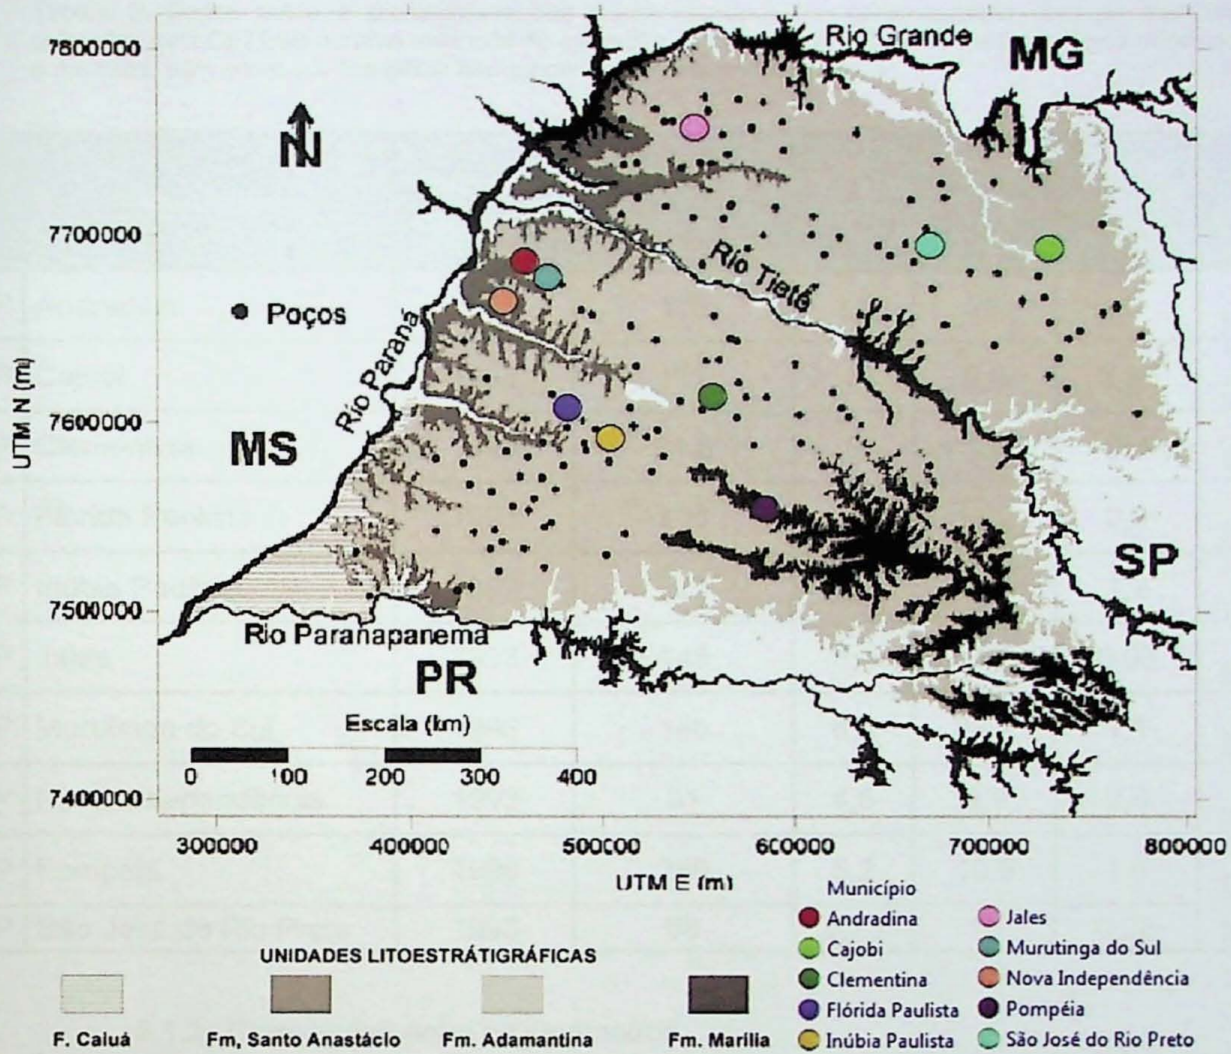 7800000
Rio Grande
MG
N
7700000
Rio Tietê
Poços
Rio Paraná
UTM N (m)
7600000
MS
SP
7500000
Rio Paranapanema
PR
Escala (km)
0 100 200 300 400
7400000
300000 400000 500000 600000 700000 800000
UTM E (m)
Município
Andradina
Cajobi
Clementina
Flórida Paulista
Inúbia Paulista
Jales
Murutinga do Sul
Nova Independência
Pompéia
São José do Rio Preto
UNIDADES LITOESTRÁTIGRÁFICAS
F. Caiuá
Fm, Santo Anastácio
Fm. Adamantina
Fm. Marilia